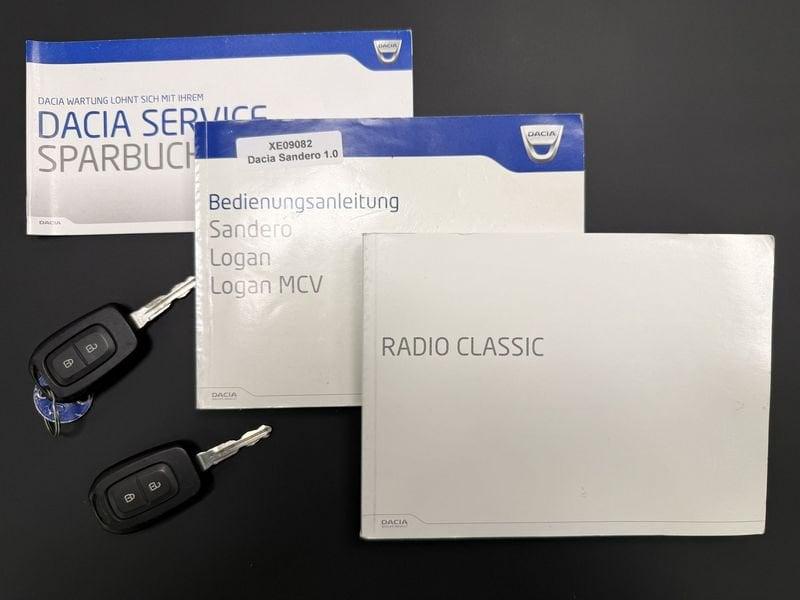 DACIA
DACIA WARTUNG LOHNT SICH MIT IHREM
DACIA SERVICE
SPARBUCH
DACIA
DACIA
XE09082
Dacia Sandero 1.0
Bedienungsanleitung
Sandero
Logan
Logan MCV
DACIA
RADIO CLASSIC
DACIA